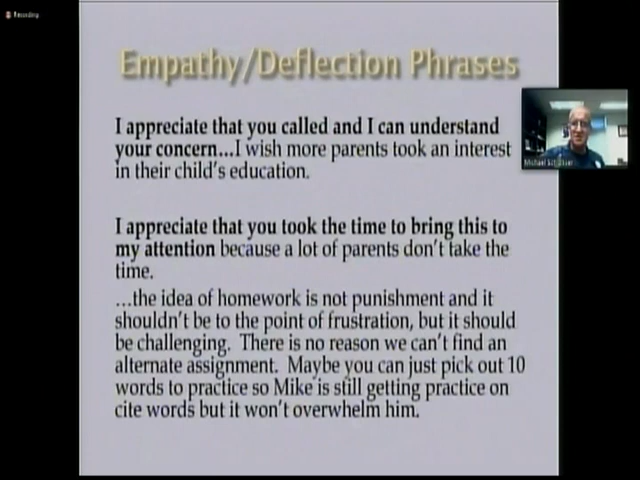 Recording
Empathy/Deflection Phrases
I appreciate that you called and I can understand
your concern...I wish more parents took an interest
in their child's education.
I appreciate that you took the time to bring this to
my attention because a lot of parents don't take the
time.
...the idea of homework is not punishment and it
shouldn't be to the point of frustration, but it should
be challenging. There is no reason we can't find an
alternate assignment. Maybe you can just pick out 10
words to practice so Mike is still getting practice on
cite words but it won't overwhelm him.
Michael